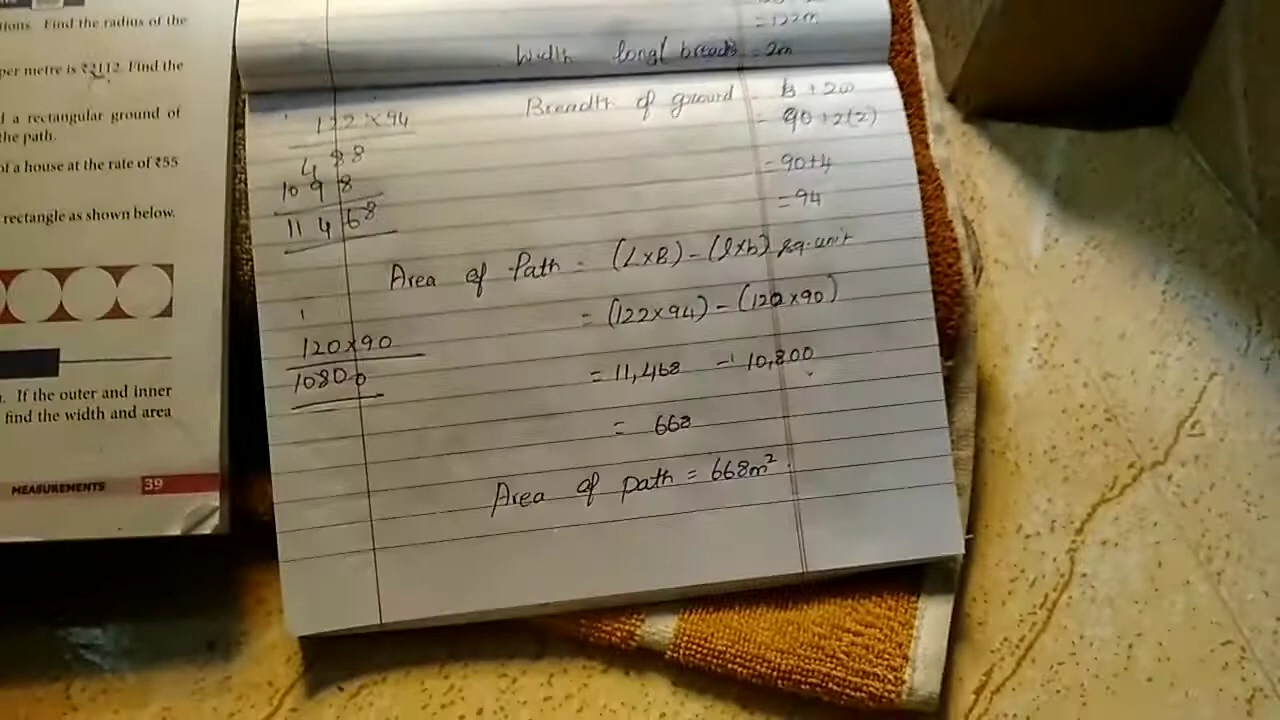 tions. Find the radius of the
per metre is ₹2112. Find the
d a rectangular ground of
the path.
of a house at the rate of ₹55
rectangle as shown below.
. If the outer and inner
find the width and area
MEASUREMENTS 39
= 122m
Width long/ breadth = 2m
Breadth of ground = b + 2w
= 90 + 2(2)
= 90+4
= 94
122 × 94
488
1098
11468
Area of Path = (L×B) - (l×b) sq.unit
= (122×94) - (120×90)
120×90
10800
= 11,468 - 10,800
= 668
Area of path = 668m².